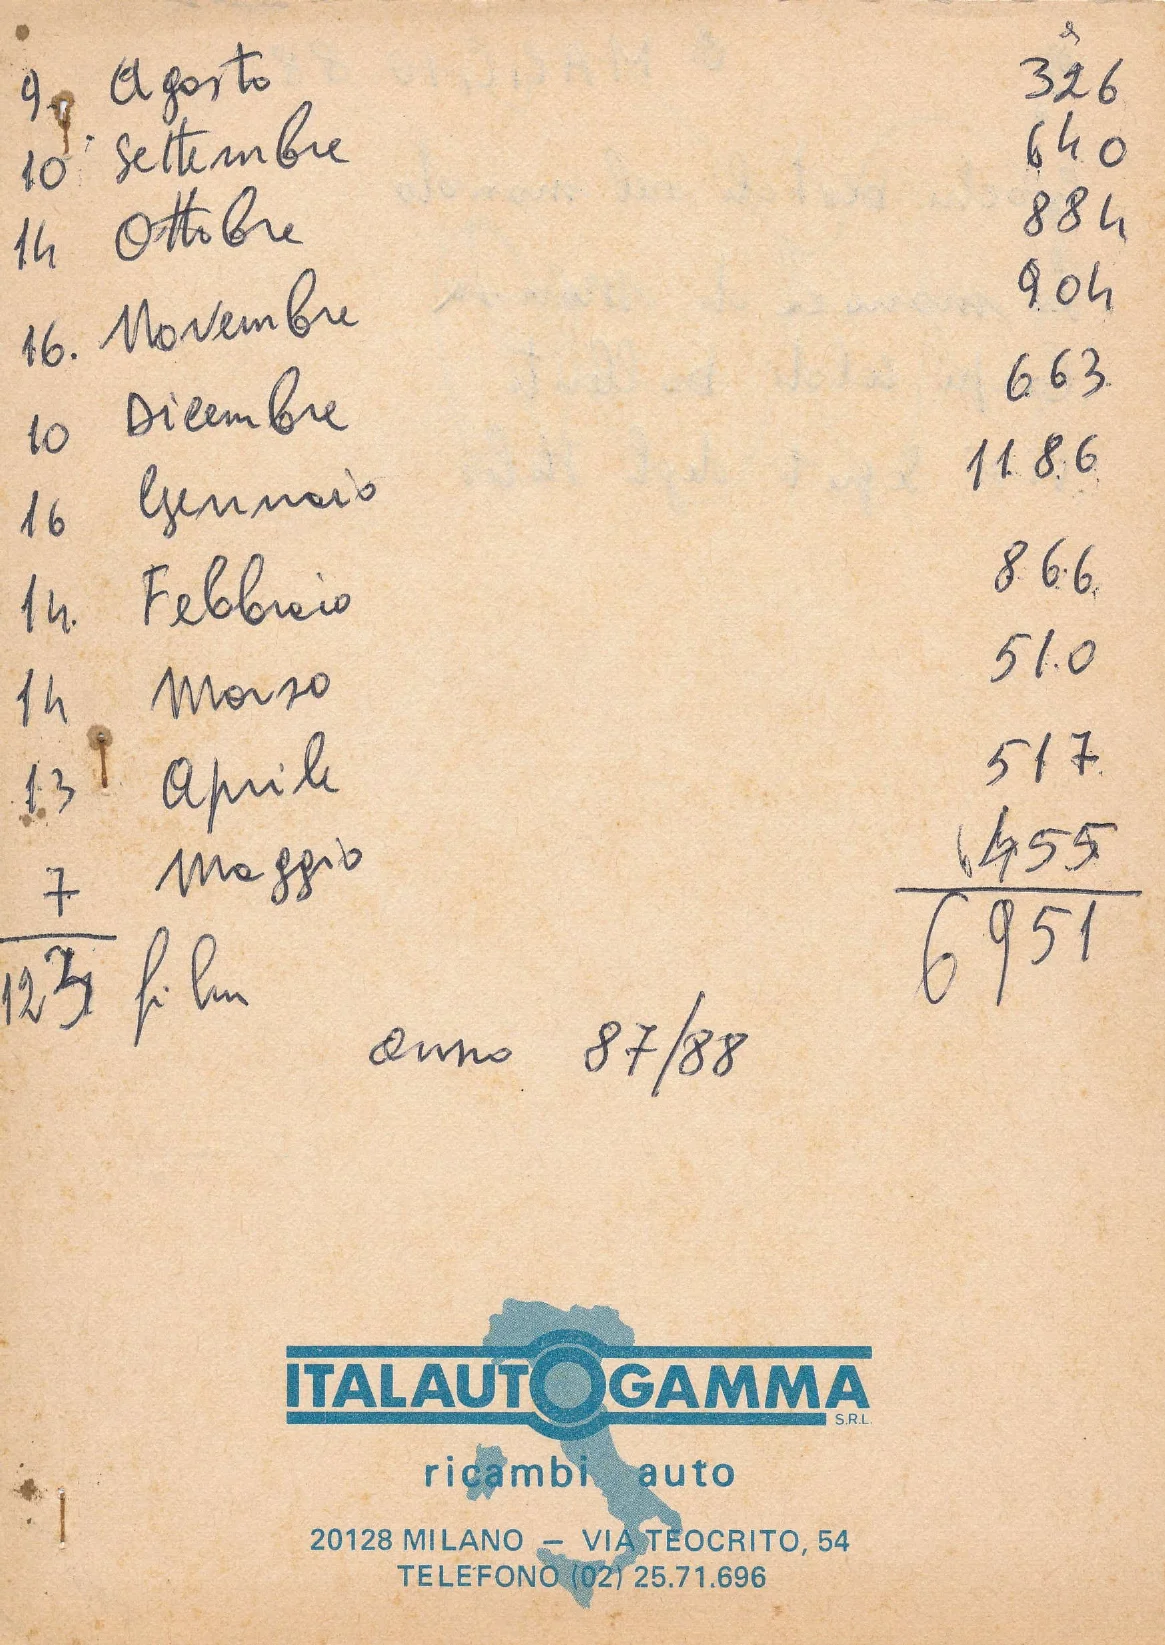 9. Agosto 326
10 Settembre 640
14 Ottobre 884
16. Novembre 904
10 Dicembre 663
16 Gennaio 1186
14. Febbraio 866
14 Marzo 510
13 Aprile 517
7 Maggio 455
123 film 6951
anno 87/88
ITALAUTOGAMMA
S.R.L.
ricambi auto
20128 MILANO – VIA TEOCRITO, 54
TELEFONO (02) 25.71.696